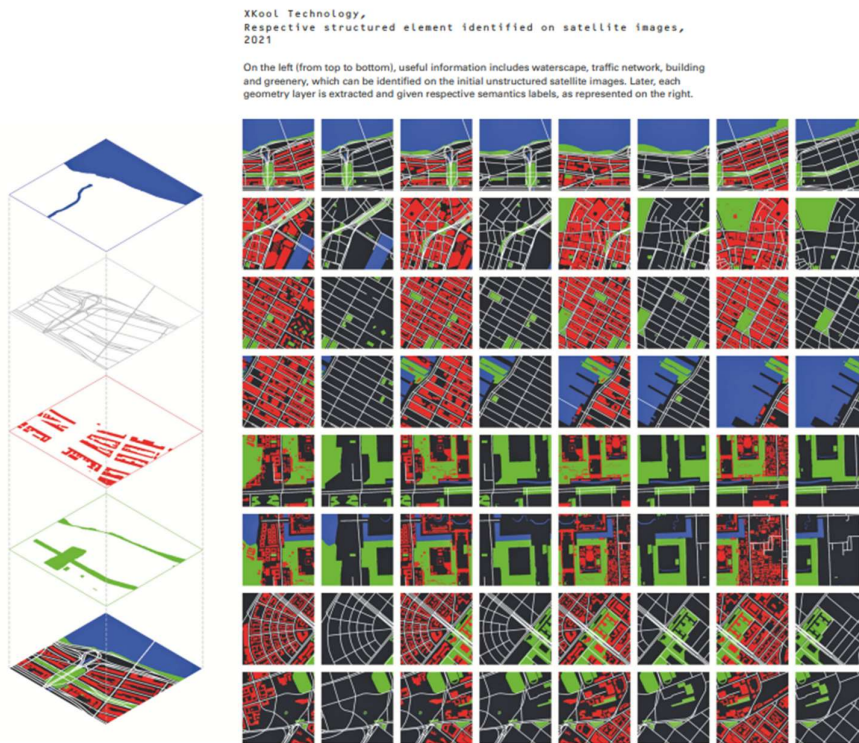 XKool Technology,
Respective structured element identified on satellite images,
2021
On the left (from top to bottom), useful information includes waterscape, traffic network, building
and greenery, which can be identified on the initial unstructured satellite images. Later, each
geometry layer is extracted and given respective semantics labels, as represented on the right.